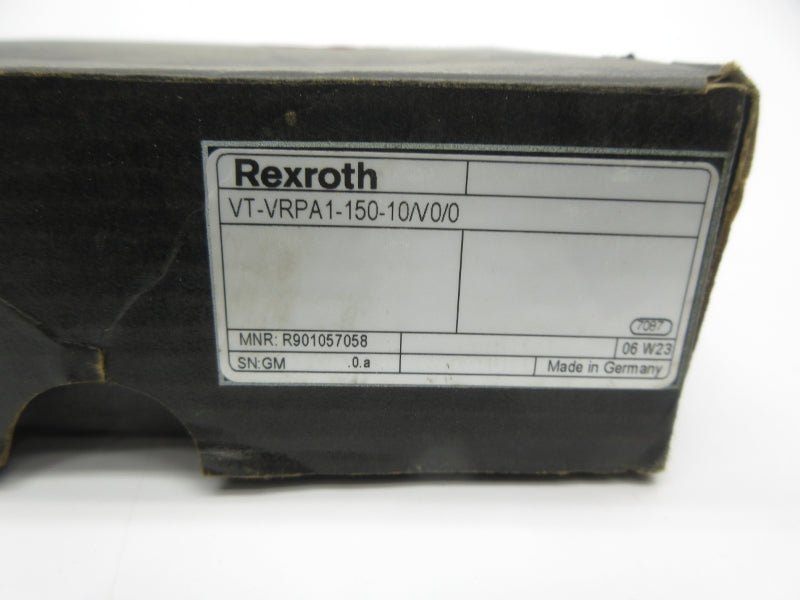 Rexroth
VT-VRPA1-150-10/V0/0
7087
MNR: R901057058
06 W23
SN:GM .0.a
Made in Germany